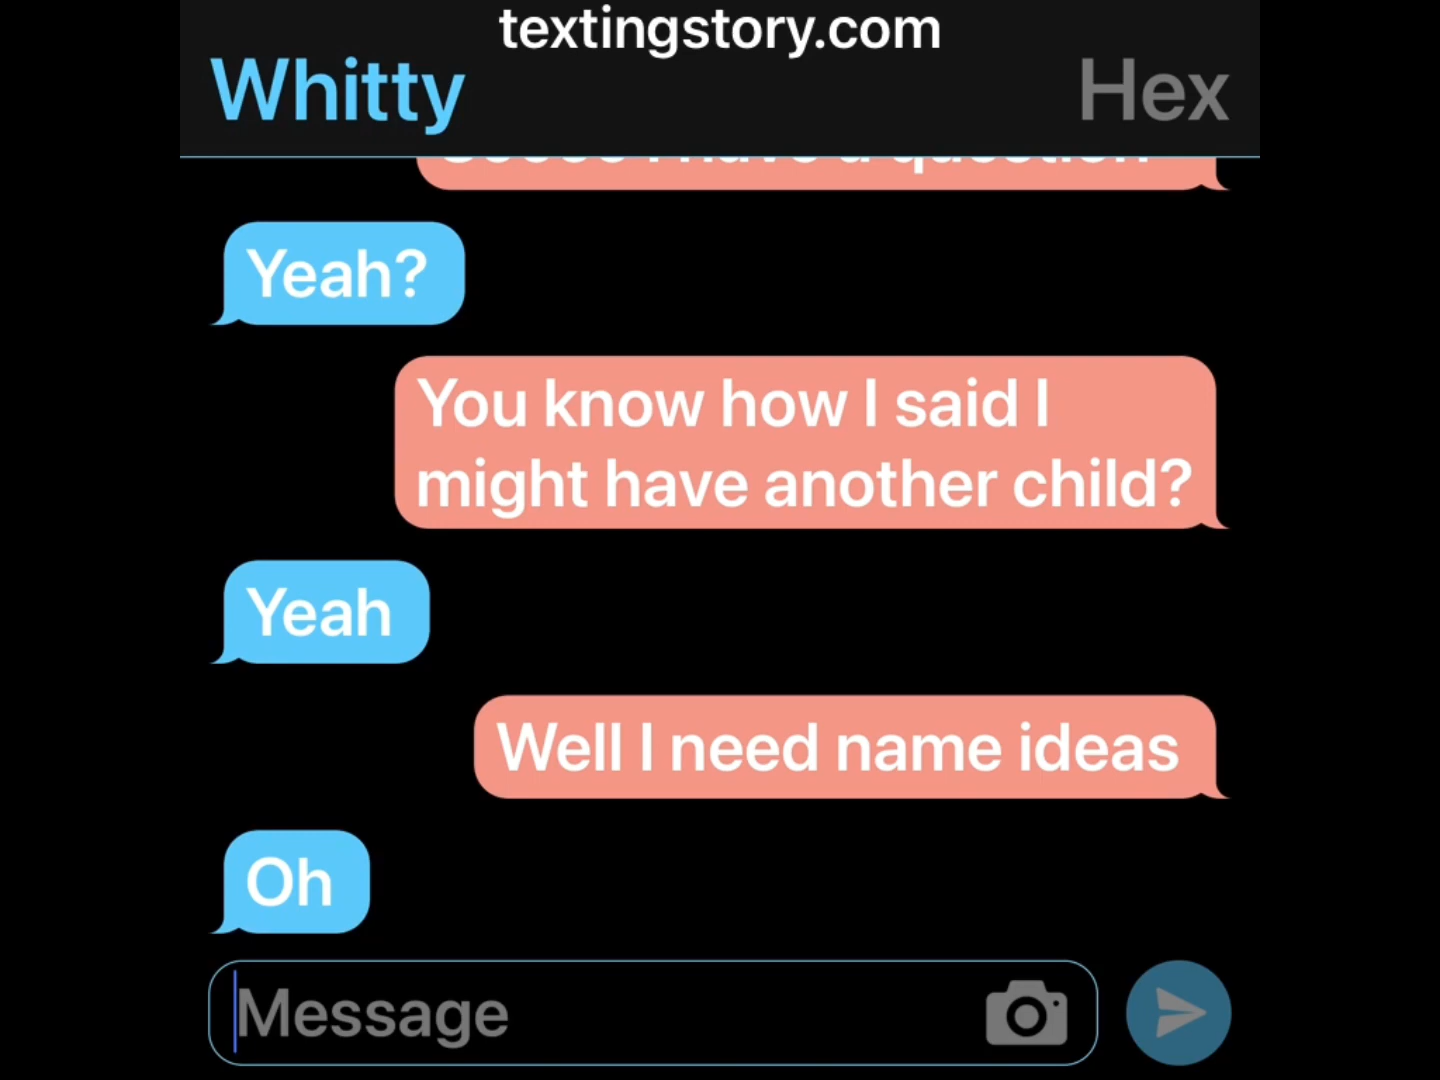 textingstory.com
Whitty
Hex
question
Yeah?
You know how I said I
might have another child?
Yeah
Well I need name ideas
Oh
Message